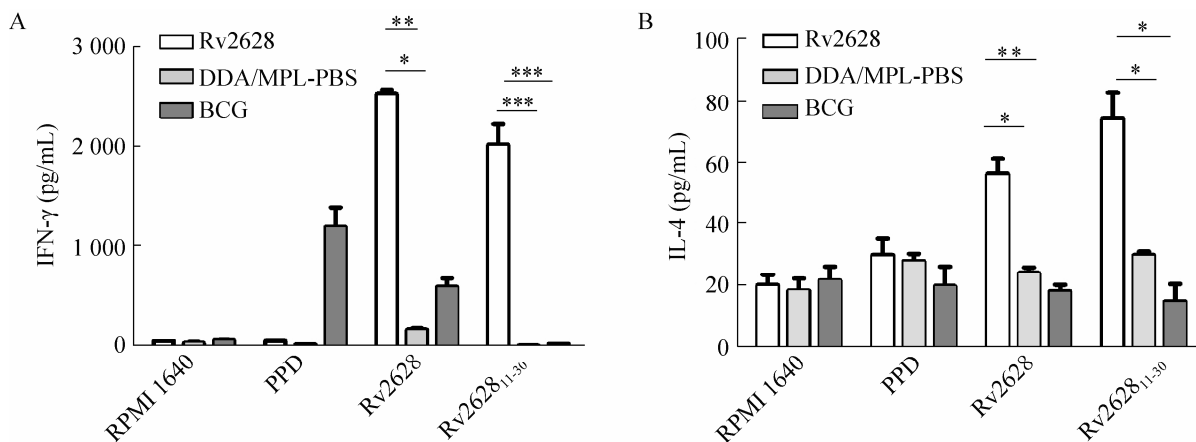 A
IFN-γ (pg/mL)
3 000
2 000
1 000
0
Rv2628
DDA/MPL-PBS
BCG
**
*
***
***
RPMI 1640
PPD
Rv2628
Rv2628₁₁₋₃₀
B
IL-4 (pg/mL)
100
80
60
40
20
0
Rv2628
DDA/MPL-PBS
BCG
**
*
*
*
RPMI 1640
PPD
Rv2628
Rv2628₁₁₋₃₀